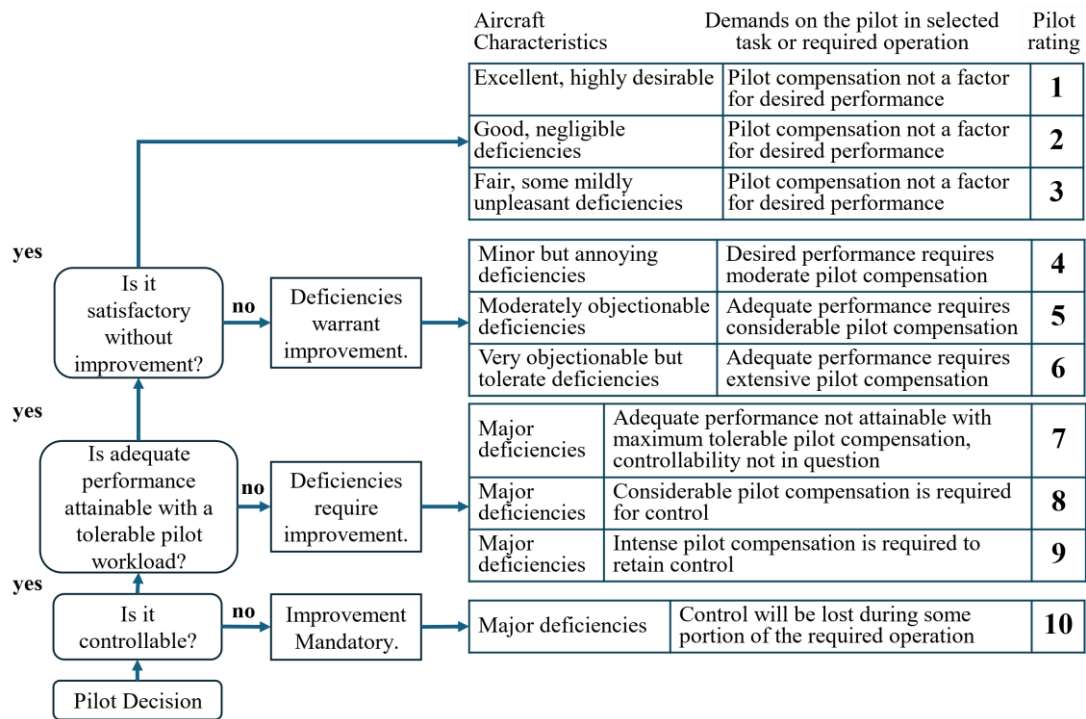 Aircraft
Characteristics
Demands on the pilot in selected
task or required operation
Pilot
rating
Excellent, highly desirable
Pilot compensation not a factor
for desired performance
1
Good, negligible
deficiencies
Pilot compensation not a factor
for desired performance
2
Fair, some mildly
unpleasant deficiencies
Pilot compensation not a factor
for desired performance
3
yes
Is it
satisfactory
without
improvement?
no
Deficiencies
warrant
improvement.
Minor but annoying
deficiencies
Desired performance requires
moderate pilot compensation
4
Moderately objectionable
deficiencies
Adequate performance requires
considerable pilot compensation
5
Very objectionable but
tolerate deficiencies
Adequate performance requires
extensive pilot compensation
6
yes
Is adequate
performance
attainable with a
tolerable pilot
workload?
no
Deficiencies
require
improvement.
Major
deficiencies
Adequate performance not attainable with
maximum tolerable pilot compensation,
controllability not in question
7
Major
deficiencies
Considerable pilot compensation is required
for control
8
Major
deficiencies
Intense pilot compensation is required to
retain control
9
yes
Is it
controllable?
no
Improvement
Mandatory.
Major deficiencies
Control will be lost during some
portion of the required operation
10
Pilot Decision